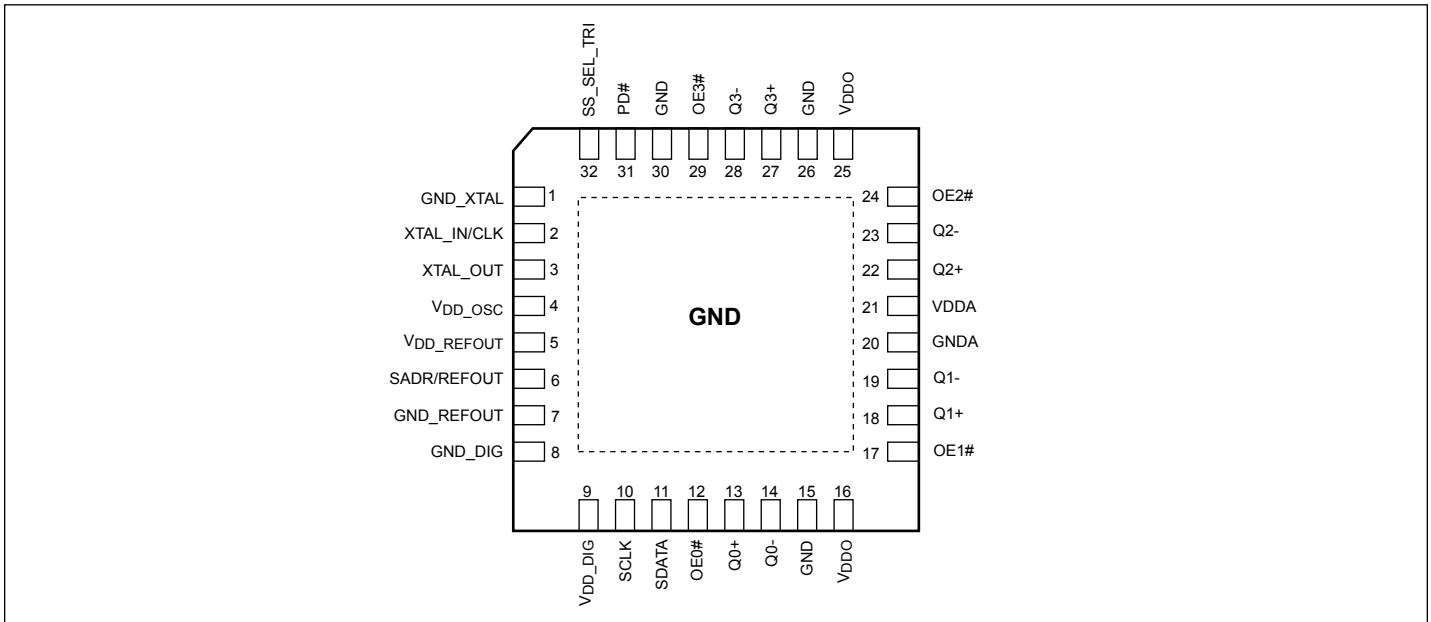 SS_SEL_TRI
PD#
GND
OE3#
Q3-
Q3+
GND
VDDO
32
31
30
29
28
27
26
25
GND_XTAL 1
XTAL_IN/CLK 2
XTAL_OUT 3
VDD_OSC 4
VDD_REFOUT 5
SADR/REFOUT 6
GND_REFOUT 7
GND_DIG 8
GND
24 OE2#
23 Q2-
22 Q2+
21 VDDA
20 GNDA
19 Q1-
18 Q1+
17 OE1#
9
10
11
12
13
14
15
16
VDD_DIG
SCLK
SDATA
OE0#
Q0+
Q0-
GND
VDDO